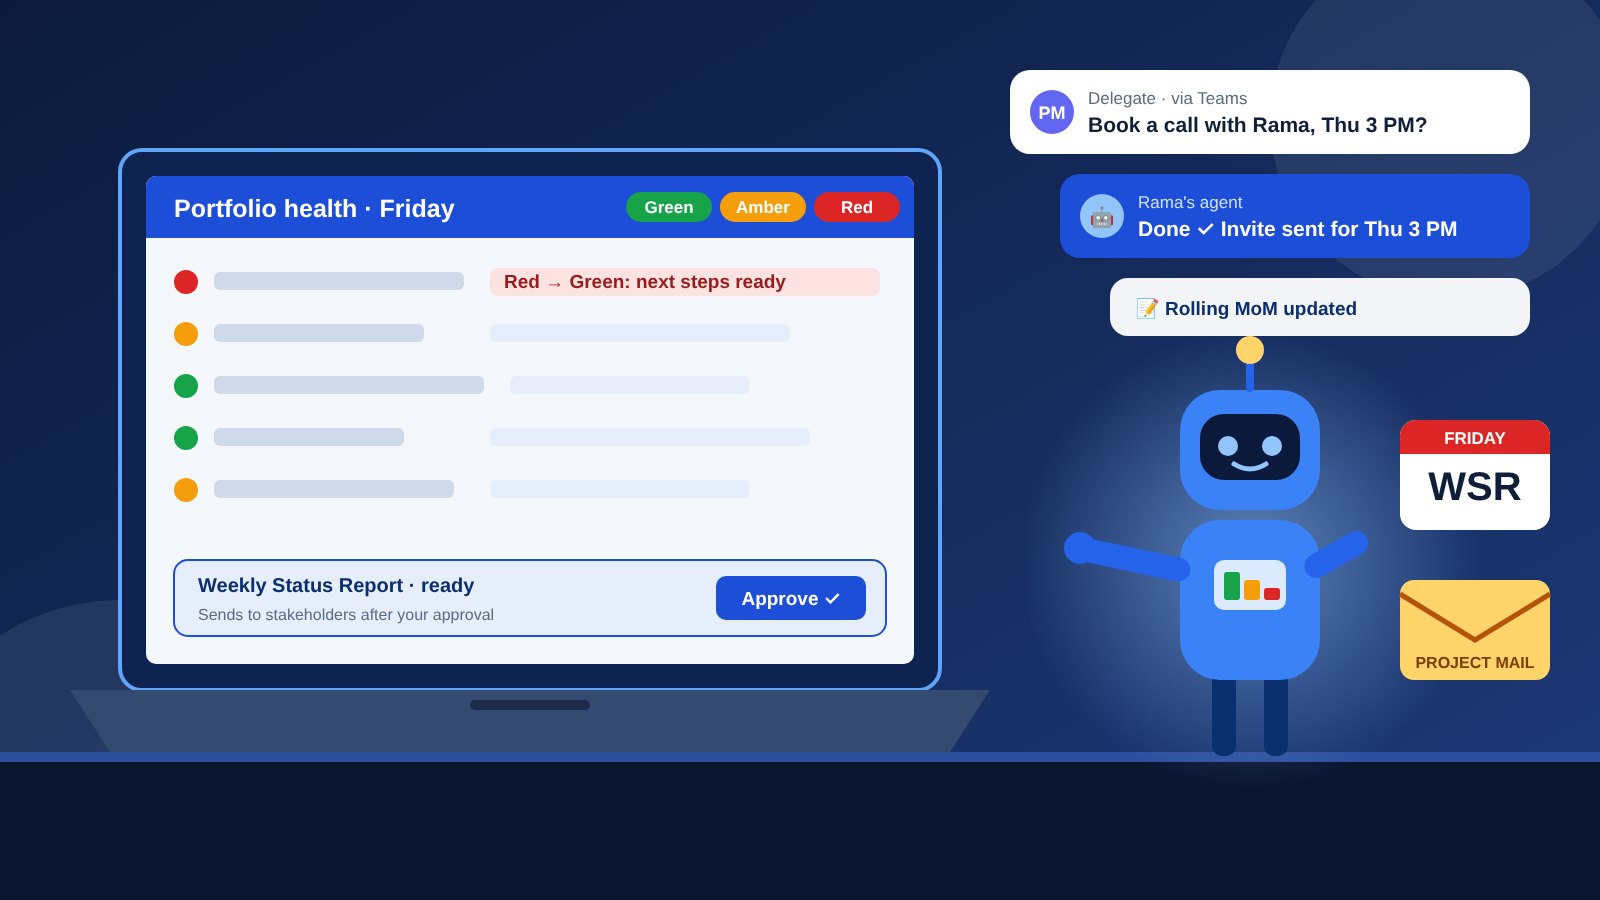 Portfolio health · Friday
Green
Amber
Red
Red → Green: next steps ready
Weekly Status Report · ready
Sends to stakeholders after your approval
Approve ✓
PM
Delegate · via Teams
Book a call with Rama, Thu 3 PM?
Rama's agent
Done ✓ Invite sent for Thu 3 PM
📝 Rolling MoM updated
FRIDAY
WSR
PROJECT MAIL